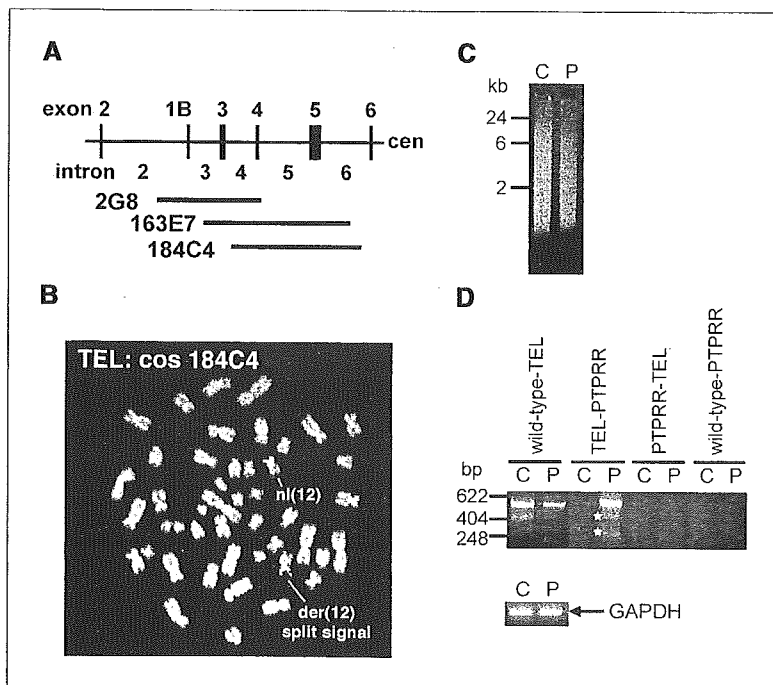 A
exon 2 1B 3 4 5 6
cen
intron 2 3 4 5 6
2G8
163E7
184C4
B
TEL: cos 184C4
nl(12)
der(12)
split signal
C
C P
kb
24
6
2
D
wild-type-TEL
TEL-PTPRR
PTPRR-TEL
wild-type-PTPRR
bp C P C P C P C P
622
404
248
C P
GAPDH